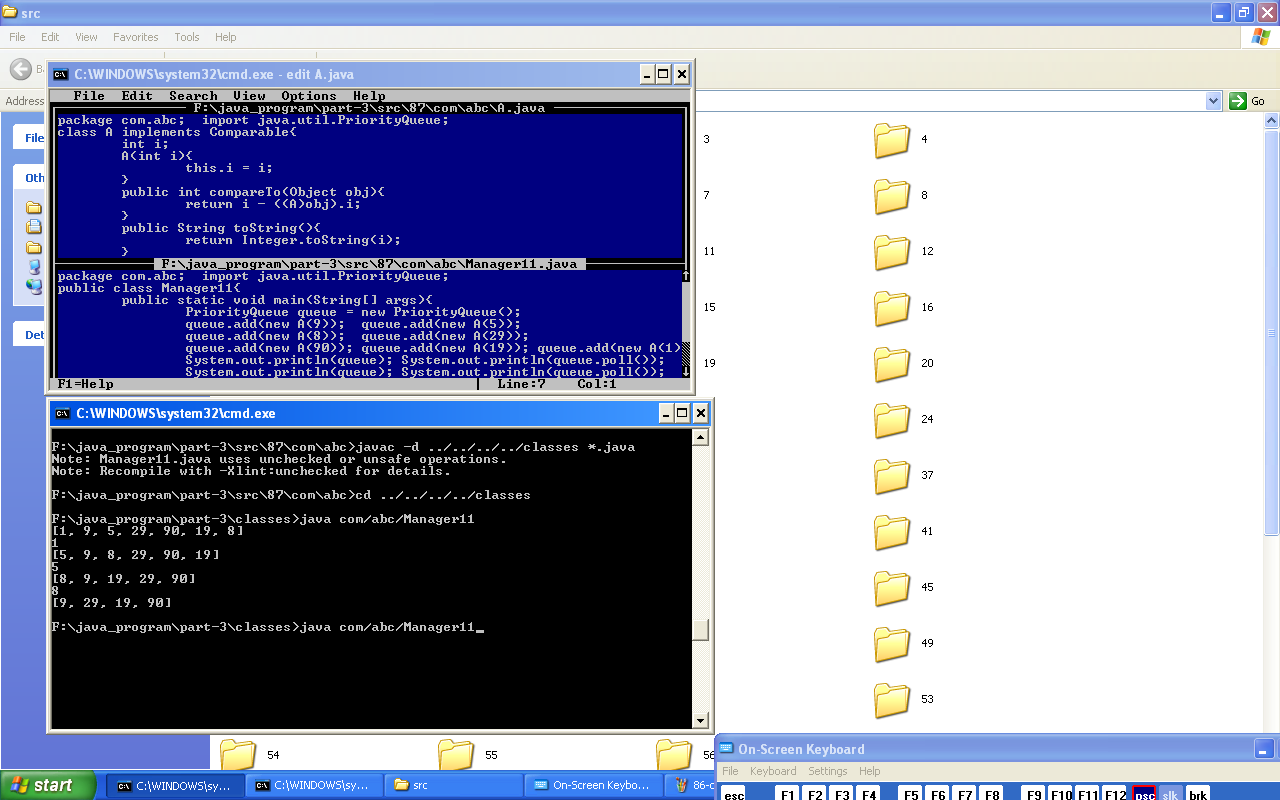 src
File Edit View Favorites Tools Help
Address
Go
C:\WINDOWS\system32\cmd.exe - edit A.java
File Edit Search View Options Help
F:\java_program\part-3\src\87\com\abc\A.java
package com.abc;  import java.util.PriorityQueue;
class A implements Comparable{
int i;
A(int i){
this.i = i;
}
public int compareTo(Object obj){
return i - ((A)obj).i;
}
public String toString(){
return Integer.toString(i);
}
F:\java_program\part-3\src\87\com\abc\Manager11.java
package com.abc;  import java.util.PriorityQueue;
public class Manager11{
public static void main(String[] args){
PriorityQueue queue = new PriorityQueue();
queue.add(new A(9));  queue.add(new A(5));
queue.add(new A(8));  queue.add(new A(29));
queue.add(new A(90)); queue.add(new A(19)); queue.add(new A(1)
System.out.println(queue); System.out.println(queue.poll());
System.out.println(queue); System.out.println(queue.poll());
F1=Help Line:7 Col:1
C:\WINDOWS\system32\cmd.exe
F:\java_program\part-3\src\87\com\abc>javac -d ../../../../classes *.java
Note: Manager11.java uses unchecked or unsafe operations.
Note: Recompile with -Xlint:unchecked for details.
F:\java_program\part-3\src\87\com\abc>cd ../../../../classes
F:\java_program\part-3\classes>java com/abc/Manager11
[1, 9, 5, 29, 90, 19, 8]
1
[5, 9, 8, 29, 90, 19]
5
[8, 9, 19, 29, 90]
8
[9, 29, 19, 90]
F:\java_program\part-3\classes>java com/abc/Manager11_
File
Oth
Det
3 4
7 8
11 12
15 16
19 20
24
37
41
45
49
53
54 55 56
On-Screen Keyboard
File Keyboard Settings Help
esc F1 F2 F3 F4 F5 F6 F7 F8 F9 F10 F11 F12 psc slk brk
start C:\WINDOWS\sy... C:\WINDOWS\sy... src On-Screen Keybo... 86-c